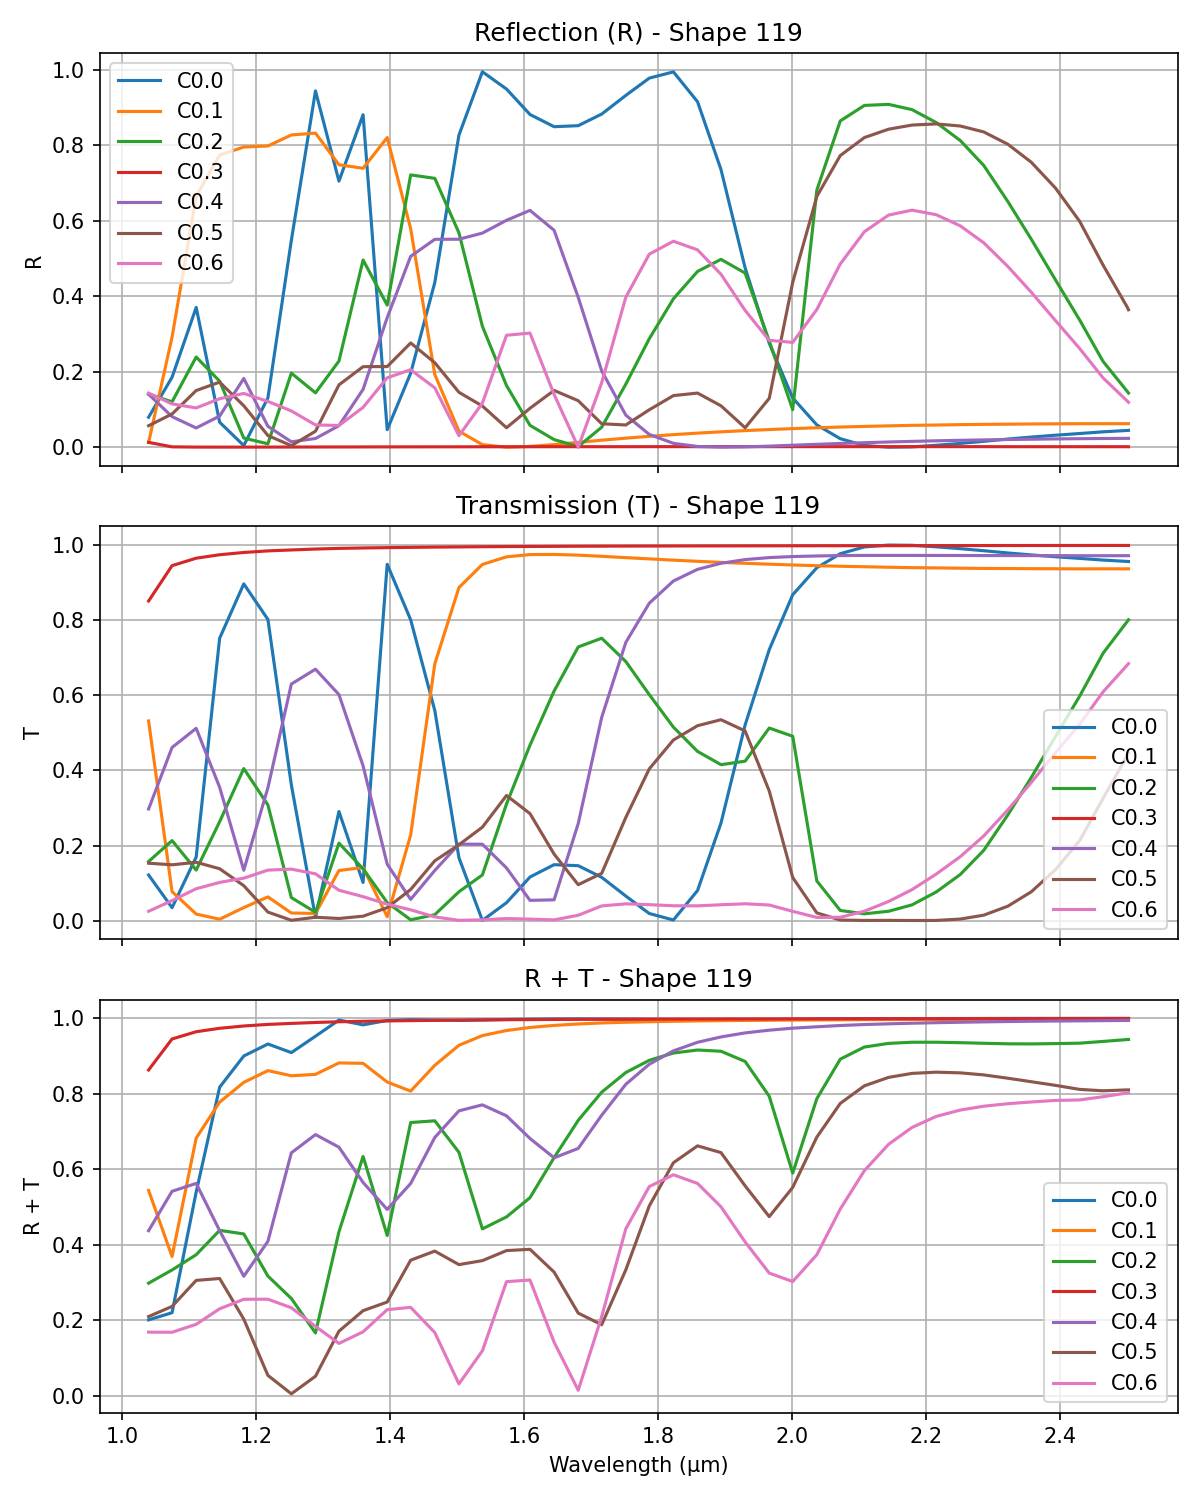 Reflection (R) - Shape 119
1.0
0.8
0.6
0.4
0.2
0.0
R
C0.0
C0.1
C0.2
C0.3
C0.4
C0.5
C0.6
Transmission (T) - Shape 119
1.0
0.8
0.6
0.4
0.2
0.0
T
C0.0
C0.1
C0.2
C0.3
C0.4
C0.5
C0.6
R + T - Shape 119
1.0
0.8
0.6
0.4
0.2
0.0
R + T
C0.0
C0.1
C0.2
C0.3
C0.4
C0.5
C0.6
1.0 1.2 1.4 1.6 1.8 2.0 2.2 2.4
Wavelength (μm)